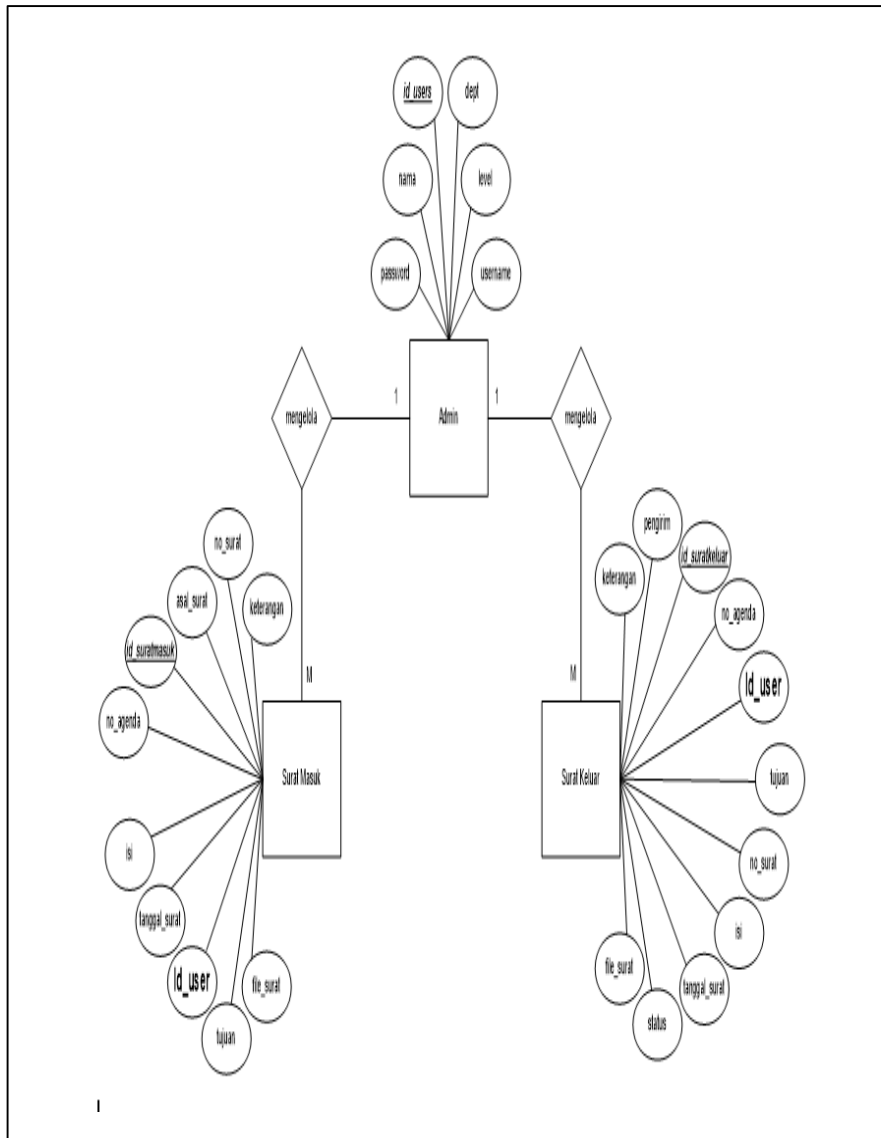 id_users
dept
nama
level
password
username
mengelola
1
Admin
1
mengelola
no_surat
asal_surat
keterangan
id_suratmasuk
no_agenda
M
Surat Masuk
isi
tanggal_surat
Id_user
tujuan
file_surat
pengirim
keterangan
id_suratkeluar
no_agenda
Id_user
M
Surat Keluar
tujuan
no_surat
isi
tanggal_surat
status
file_surat
I